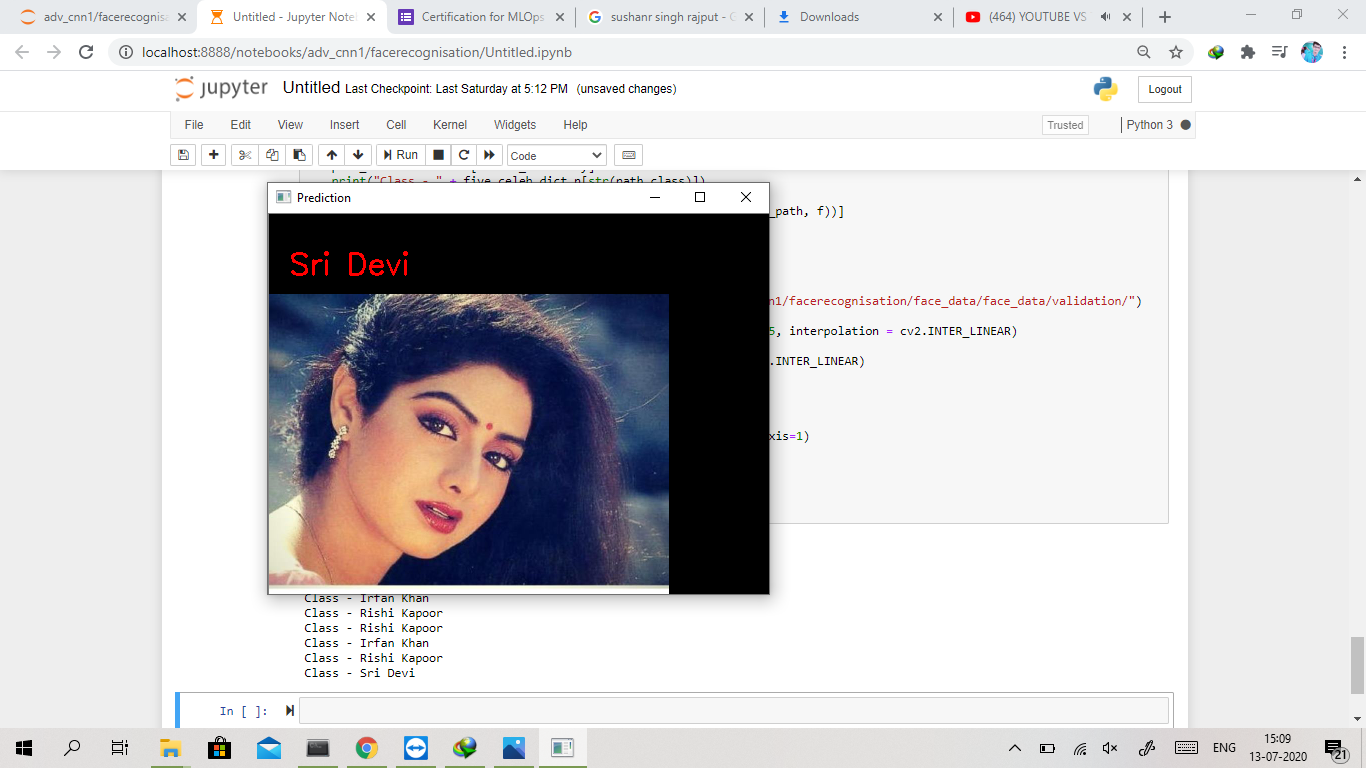 adv_cnn1/facerecognisa
Untitled - Jupyter Note
Certification for MLOps
sushanr singh rajput - G
Downloads
(464) YOUTUBE VS
localhost:8888/notebooks/adv_cnn1/facerecognisation/Untitled.ipynb
jupyter Untitled Last Checkpoint: Last Saturday at 5:12 PM (unsaved changes)
Logout
File Edit View Insert Cell Kernel Widgets Help
Trusted
Python 3
Run
Code
print("Class - " + five_celeb_dict_n[str(path_class)])
Prediction
_path, f))]
Sri Devi
n1/facerecognisation/face_data/face_data/validation/")
5, interpolation = cv2.INTER_LINEAR)
.INTER_LINEAR)
xis=1)
Class - Irfan Khan
Class - Rishi Kapoor
Class - Rishi Kapoor
Class - Irfan Khan
Class - Rishi Kapoor
Class - Sri Devi
In [ ]:
ENG
15:09
13-07-2020
21